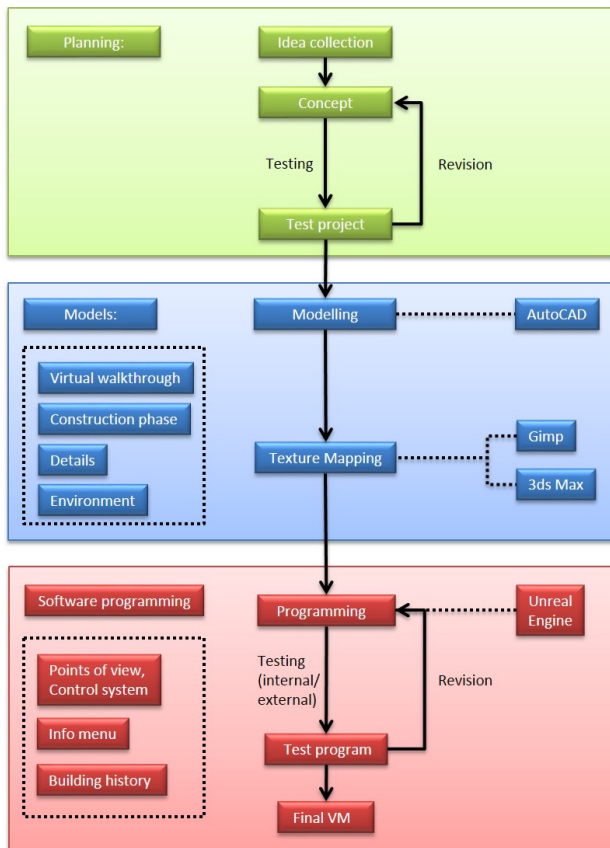 Planning:
Idea collection
Concept
Testing
Revision
Test project
Models:
Modelling
AutoCAD
Virtual walkthrough
Construction phase
Details
Environment
Texture Mapping
Gimp
3ds Max
Software programming
Programming
Unreal
Engine
Points of view,
Control system
Info menu
Building history
Testing
(internal/
external)
Revision
Test program
Final VM